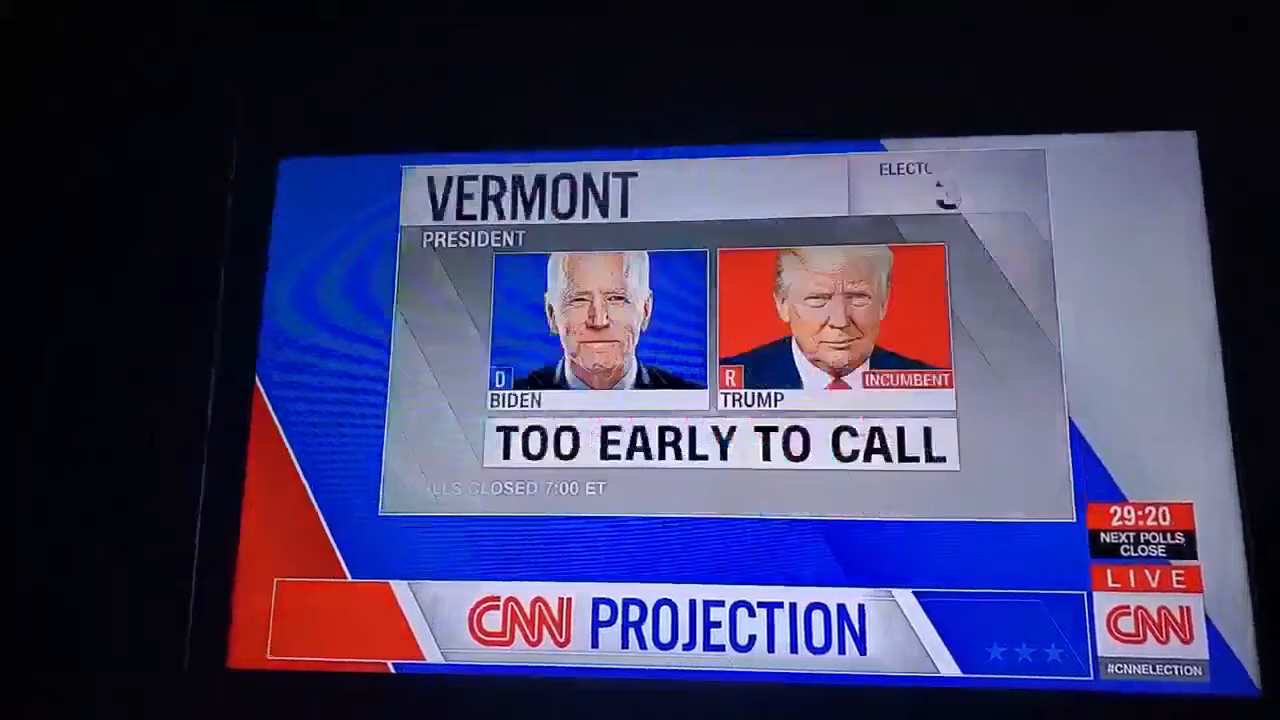 VERMONT
3
PRESIDENT
D
BIDEN
R
INCUMBENT
TRUMP
TOO EARLY TO CALL
CLOSED 7:00 ET
29:20
NEXT POLLS
CLOSE
LIVE
CNN PROJECTION
CNN
#CNNELECTION